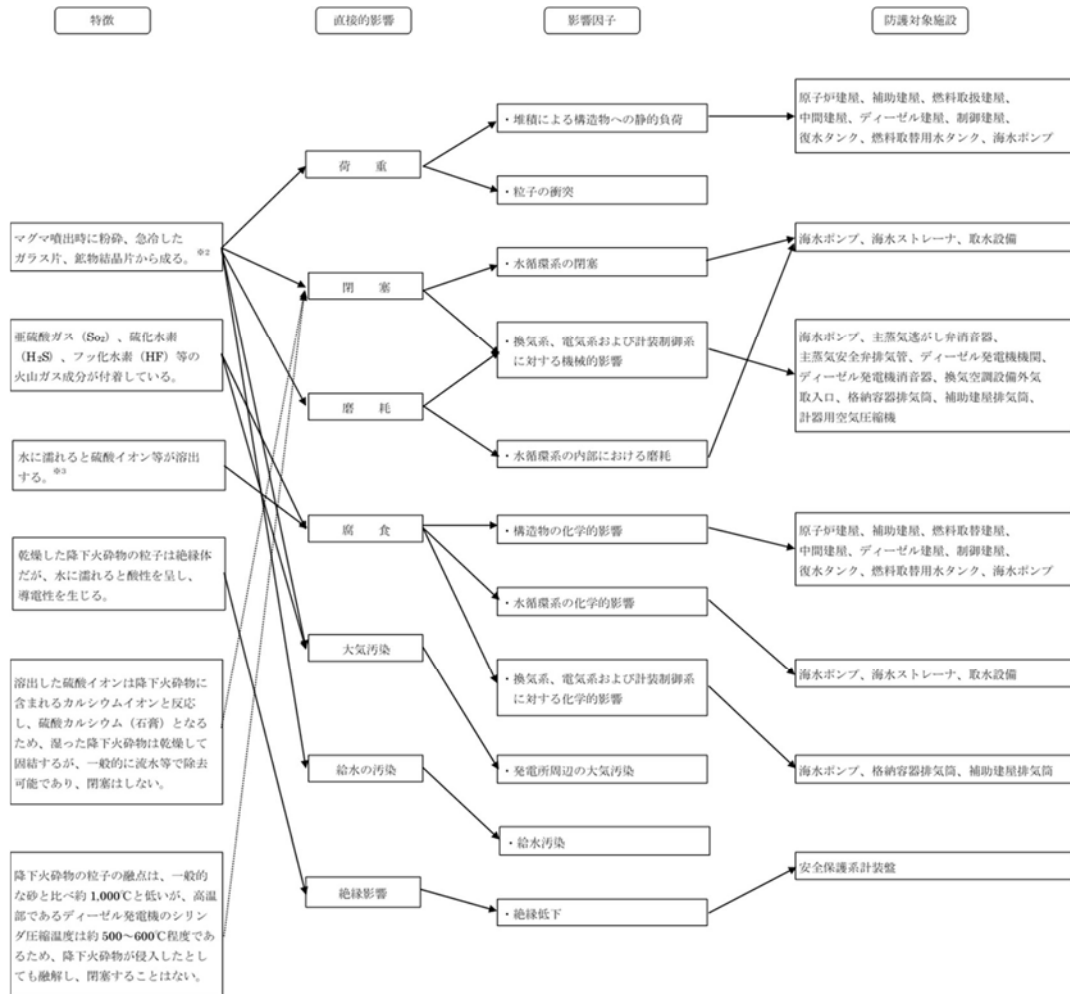 特徴
直接的影響
影響因子
防護対象施設
マグマ噴出時に粉砕、急冷した
ガラス片、鉱物結晶片から成る。※2
亜硫酸ガス（So₂）、硫化水素
（H₂S）、フッ化水素（HF）等の
火山ガス成分が付着している。
水に濡れると硫酸イオン等が溶出
する。※3
乾燥した降下火砕物の粒子は絶縁体
だが、水に濡れると酸性を呈し、
導電性を生じる。
溶出した硫酸イオンは降下火砕物に
含まれるカルシウムイオンと反応
し、硫酸カルシウム（石膏）となる
ため、湿った降下火砕物は乾燥して
固結するが、一般的に流水等で除去
可能であり、閉塞はしない。
降下火砕物の粒子の融点は、一般的
な砂と比べ約1,000℃と低いが、高温
部であるディーゼル発電機のシリン
ダ圧縮温度は約500～600℃程度であ
るため、降下火砕物が侵入したとし
ても融解し、閉塞することはない。
荷　重
閉　塞
磨　耗
腐　食
大気汚染
給水の汚染
絶縁影響
・堆積による構造物への静的負荷
・粒子の衝突
・水循環系の閉塞
・換気系、電気系および計装制御系
に対する機械的影響
・水循環系の内部における磨耗
・構造物の化学的影響
・水循環系の化学的影響
・換気系、電気系および計装制御系
に対する化学的影響
・発電所周辺の大気汚染
・給水汚染
・絶縁低下
原子炉建屋、補助建屋、燃料取扱建屋、
中間建屋、ディーゼル建屋、制御建屋、
復水タンク、燃料取替用水タンク、海水ポンプ
海水ポンプ、海水ストレーナ、取水設備
海水ポンプ、主蒸気逃がし弁消音器、
主蒸気安全弁排気管、ディーゼル発電機機関、
ディーゼル発電機消音器、換気空調設備外気
取入口、格納容器排気筒、補助建屋排気筒、
計器用空気圧縮機
原子炉建屋、補助建屋、燃料取替建屋、
中間建屋、ディーゼル建屋、制御建屋、
復水タンク、燃料取替用水タンク、海水ポンプ
海水ポンプ、海水ストレーナ、取水設備
海水ポンプ、格納容器排気筒、補助建屋排気筒
安全保護系計装盤